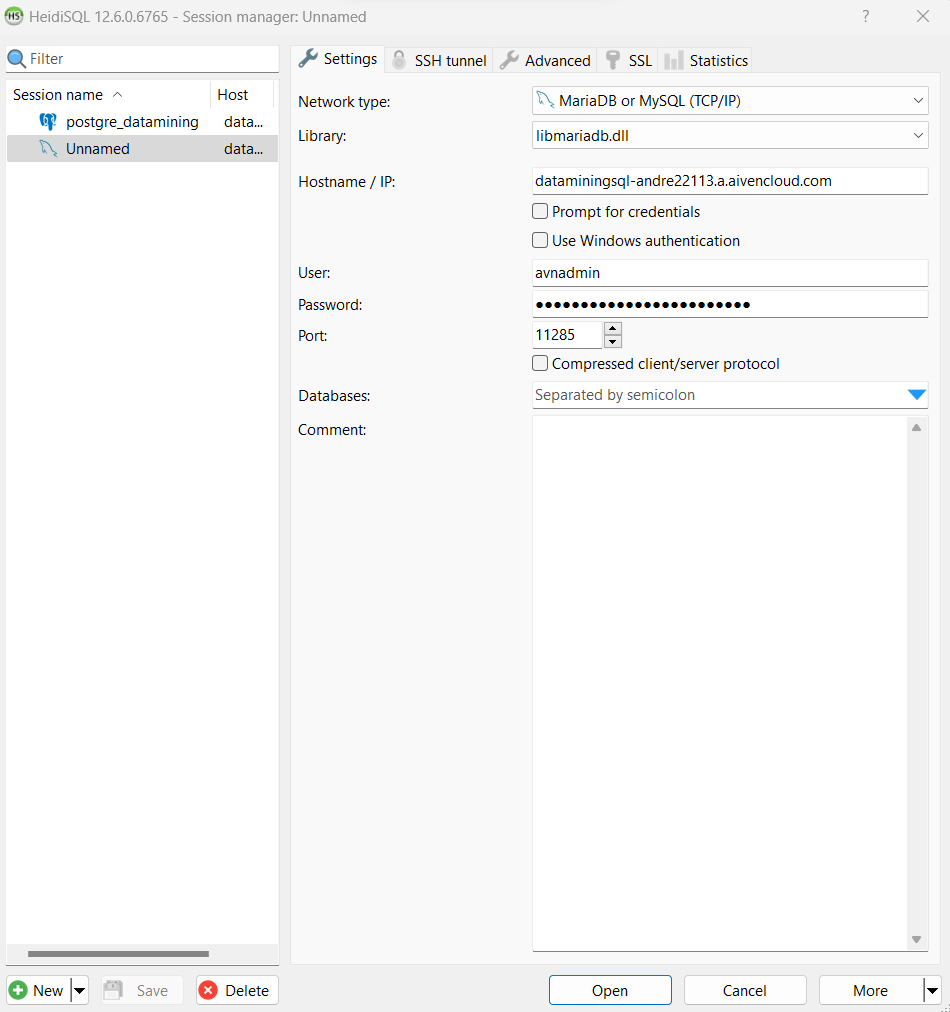 HeidiSQL 12.6.0.6765 - Session manager: Unnamed
Filter
Session name Host
postgre_datamining data...
Unnamed data...
Settings SSH tunnel Advanced SSL Statistics
Network type: MariaDB or MySQL (TCP/IP)
Library: libmariadb.dll
Hostname / IP: dataminingsql-andre22113.a.aivencloud.com
Prompt for credentials
Use Windows authentication
User: avnadmin
Password: ●●●●●●●●●●●●●●●●●●●●●●●●
Port: 11285
Compressed client/server protocol
Databases: Separated by semicolon
Comment:
New Save Delete Open Cancel More